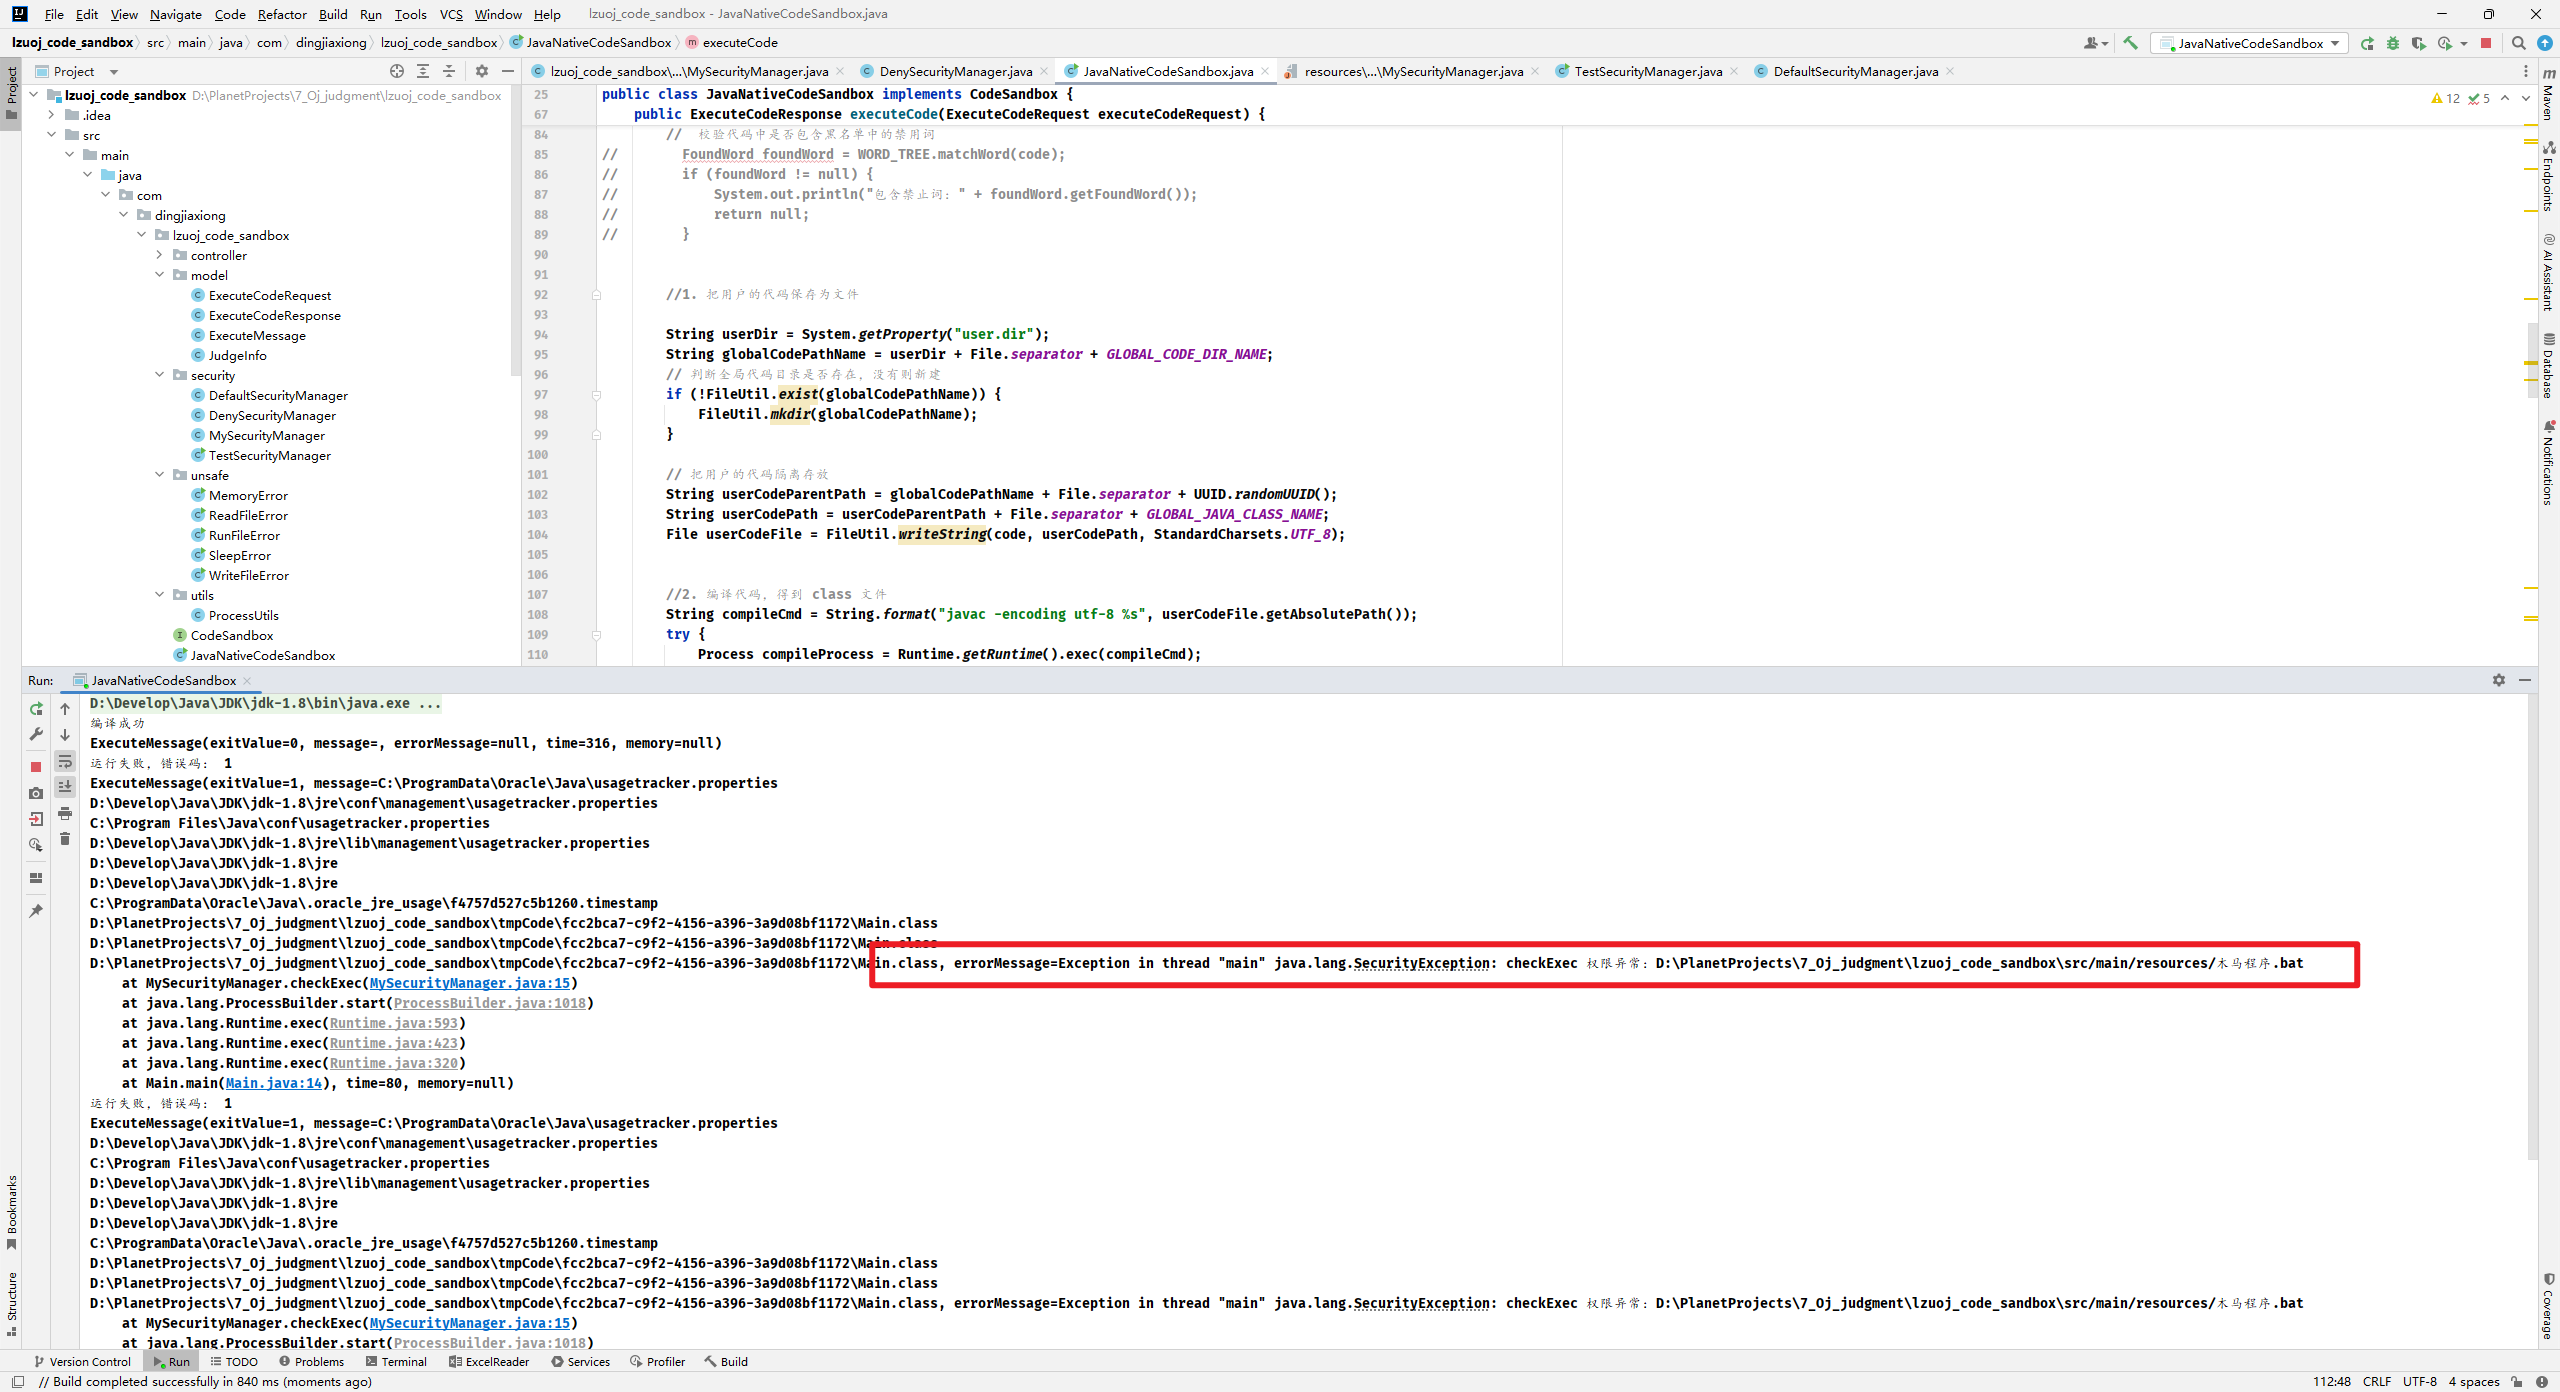 File Edit View Navigate Code Refactor Build Run Tools VCS Window Help lzuoj_code_sandbox - JavaNativeCodeSandbox.java
lzuoj_code_sandbox src main java com dingjiaxiong lzuoj_code_sandbox JavaNativeCodeSandbox executeCode
JavaNativeCodeSandbox
Project
lzuoj_code_sandbox\...\MySecurityManager.java DenySecurityManager.java JavaNativeCodeSandbox.java resources\...\MySecurityManager.java TestSecurityManager.java DefaultSecurityManager.java
Project
lzuoj_code_sandbox D:\PlanetProjects\7_Oj_judgment\lzuoj_code_sandbox
.idea
src
main
java
com
dingjiaxiong
lzuoj_code_sandbox
controller
model
ExecuteCodeRequest
ExecuteCodeResponse
ExecuteMessage
JudgeInfo
security
DefaultSecurityManager
DenySecurityManager
MySecurityManager
TestSecurityManager
unsafe
MemoryError
ReadFileError
RunFileError
SleepError
WriteFileError
utils
ProcessUtils
CodeSandbox
JavaNativeCodeSandbox
25 public class JavaNativeCodeSandbox implements CodeSandbox {
67 public ExecuteCodeResponse executeCode(ExecuteCodeRequest executeCodeRequest) {
84 // 校验代码中是否包含黑名单中的禁用词
85 // FoundWord foundWord = WORD_TREE.matchWord(code);
86 // if (foundWord != null) {
87 // System.out.println("包含禁止词：" + foundWord.getFoundWord());
88 // return null;
89 // }
90
91
92 //1. 把用户的代码保存为文件
93
94 String userDir = System.getProperty("user.dir");
95 String globalCodePathName = userDir + File.separator + GLOBAL_CODE_DIR_NAME;
96 // 判断全局代码目录是否存在，没有则新建
97 if (!FileUtil.exist(globalCodePathName)) {
98 FileUtil.mkdir(globalCodePathName);
99 }
100
101 // 把用户的代码隔离存放
102 String userCodeParentPath = globalCodePathName + File.separator + UUID.randomUUID();
103 String userCodePath = userCodeParentPath + File.separator + GLOBAL_JAVA_CLASS_NAME;
104 File userCodeFile = FileUtil.writeString(code, userCodePath, StandardCharsets.UTF_8);
105
106
107 //2. 编译代码，得到 class 文件
108 String compileCmd = String.format("javac -encoding utf-8 %s", userCodeFile.getAbsolutePath());
109 try {
110 Process compileProcess = Runtime.getRuntime().exec(compileCmd);
12 5
Maven
Endpoints
AI Assistant
Database
Notifications
Run: JavaNativeCodeSandbox
D:\Develop\Java\JDK\jdk-1.8\bin\java.exe ...
编译成功
ExecuteMessage(exitValue=0, message=, errorMessage=null, time=316, memory=null)
运行失败，错误码： 1
ExecuteMessage(exitValue=1, message=C:\ProgramData\Oracle\Java\usagetracker.properties
D:\Develop\Java\JDK\jdk-1.8\jre\conf\management\usagetracker.properties
C:\Program Files\Java\conf\usagetracker.properties
D:\Develop\Java\JDK\jdk-1.8\jre\lib\management\usagetracker.properties
D:\Develop\Java\JDK\jdk-1.8\jre
D:\Develop\Java\JDK\jdk-1.8\jre
C:\ProgramData\Oracle\Java\.oracle_jre_usage\f4757d527c5b1260.timestamp
D:\PlanetProjects\7_Oj_judgment\lzuoj_code_sandbox\tmpCode\fcc2bca7-c9f2-4156-a396-3a9d08bf1172\Main.class
D:\PlanetProjects\7_Oj_judgment\lzuoj_code_sandbox\tmpCode\fcc2bca7-c9f2-4156-a396-3a9d08bf1172\Main.class
D:\PlanetProjects\7_Oj_judgment\lzuoj_code_sandbox\tmpCode\fcc2bca7-c9f2-4156-a396-3a9d08bf1172\Main.class, errorMessage=Exception in thread "main" java.lang.SecurityException: checkExec 权限异常：D:\PlanetProjects\7_Oj_judgment\lzuoj_code_sandbox\src/main/resources/木马程序.bat
at MySecurityManager.checkExec(MySecurityManager.java:15)
at java.lang.ProcessBuilder.start(ProcessBuilder.java:1018)
at java.lang.Runtime.exec(Runtime.java:593)
at java.lang.Runtime.exec(Runtime.java:423)
at java.lang.Runtime.exec(Runtime.java:320)
at Main.main(Main.java:14), time=80, memory=null)
运行失败，错误码： 1
ExecuteMessage(exitValue=1, message=C:\ProgramData\Oracle\Java\usagetracker.properties
D:\Develop\Java\JDK\jdk-1.8\jre\conf\management\usagetracker.properties
C:\Program Files\Java\conf\usagetracker.properties
D:\Develop\Java\JDK\jdk-1.8\jre\lib\management\usagetracker.properties
D:\Develop\Java\JDK\jdk-1.8\jre
D:\Develop\Java\JDK\jdk-1.8\jre
C:\ProgramData\Oracle\Java\.oracle_jre_usage\f4757d527c5b1260.timestamp
D:\PlanetProjects\7_Oj_judgment\lzuoj_code_sandbox\tmpCode\fcc2bca7-c9f2-4156-a396-3a9d08bf1172\Main.class
D:\PlanetProjects\7_Oj_judgment\lzuoj_code_sandbox\tmpCode\fcc2bca7-c9f2-4156-a396-3a9d08bf1172\Main.class
D:\PlanetProjects\7_Oj_judgment\lzuoj_code_sandbox\tmpCode\fcc2bca7-c9f2-4156-a396-3a9d08bf1172\Main.class, errorMessage=Exception in thread "main" java.lang.SecurityException: checkExec 权限异常：D:\PlanetProjects\7_Oj_judgment\lzuoj_code_sandbox\src/main/resources/木马程序.bat
at MySecurityManager.checkExec(MySecurityManager.java:15)
at java.lang.ProcessBuilder.start(ProcessBuilder.java:1018)
Bookmarks
Structure
Coverage
Version Control Run TODO Problems Terminal ExcelReader Services Profiler Build
// Build completed successfully in 840 ms (moments ago) 112:48 CRLF UTF-8 4 spaces